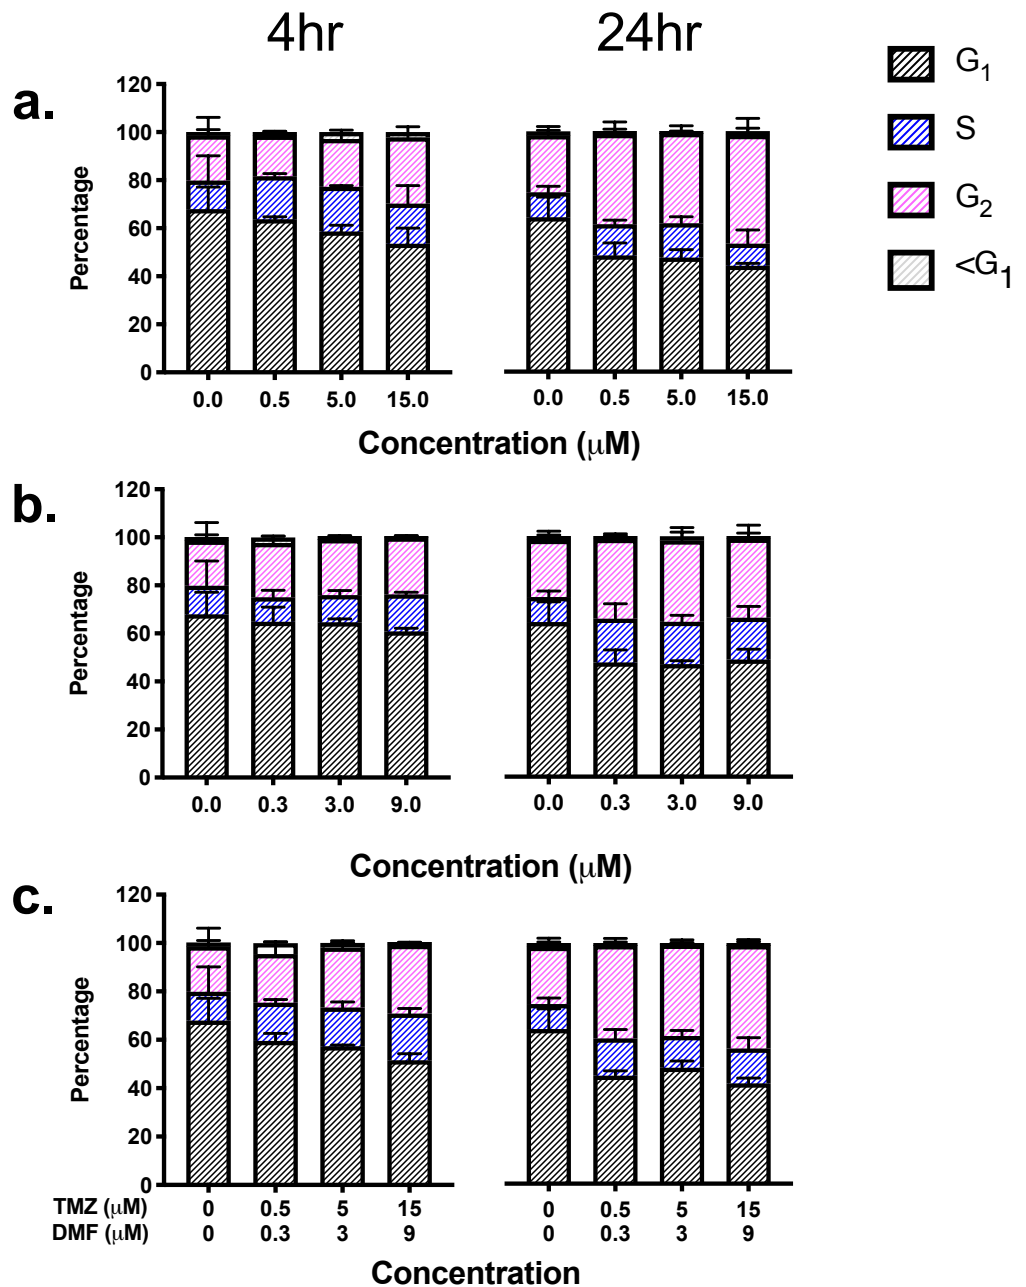 4hr 24hr
G1
S
G2
<G1
a.
Percentage
120
100
80
60
40
20
0
0.0 0.5 5.0 15.0 0.0 0.5 5.0 15.0
Concentration (μM)
b.
Percentage
120
100
80
60
40
20
0
0.0 0.3 3.0 9.0 0.0 0.3 3.0 9.0
Concentration (μM)
c.
Percentage
120
100
80
60
40
20
0
TMZ (μM) 0 0.5 5 15 0 0.5 5 15
DMF (μM) 0 0.3 3 9 0 0.3 3 9
Concentration